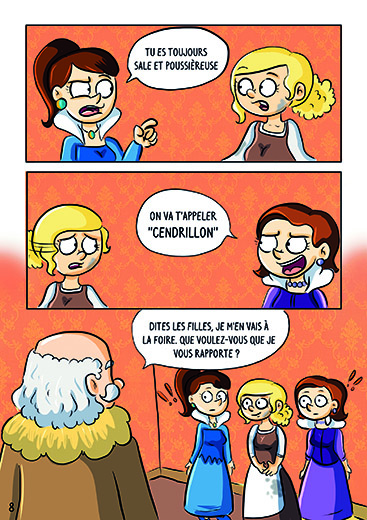 TU ES TOUJOURS
SALE ET POUSSIÈREUSE
ON VA T'APPELER
"CENDRILLON"
DITES LES FILLES, JE M'EN VAIS À
LA FOIRE. QUE VOULEZ-VOUS QUE JE
VOUS RAPPORTE ?
!!
!!
8